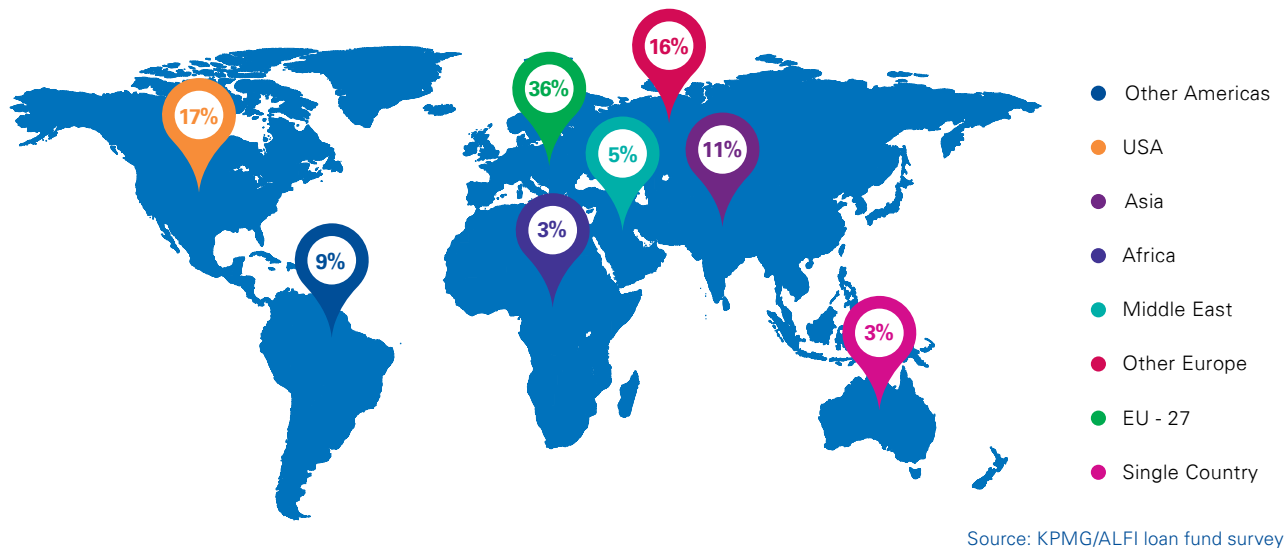 16%
36%
17%
5%
11%
3%
9%
3%
Other Americas
USA
Asia
Africa
Middle East
Other Europe
EU - 27
Single Country
Source: KPMG/ALFI loan fund survey